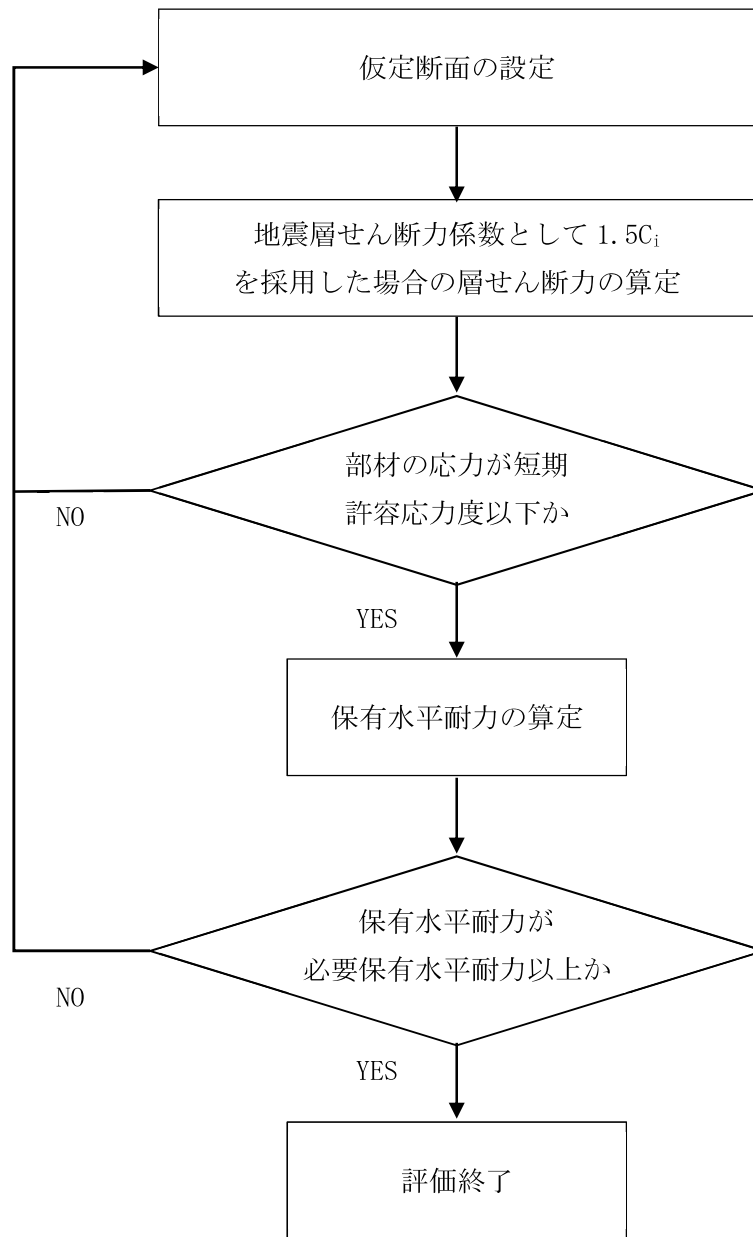 仮定断面の設定
地震層せん断力係数として 1.5Ci
を採用した場合の層せん断力の算定
部材の応力が短期
許容応力度以下か
NO
YES
保有水平耐力の算定
保有水平耐力が
必要保有水平耐力以上か
NO
YES
評価終了